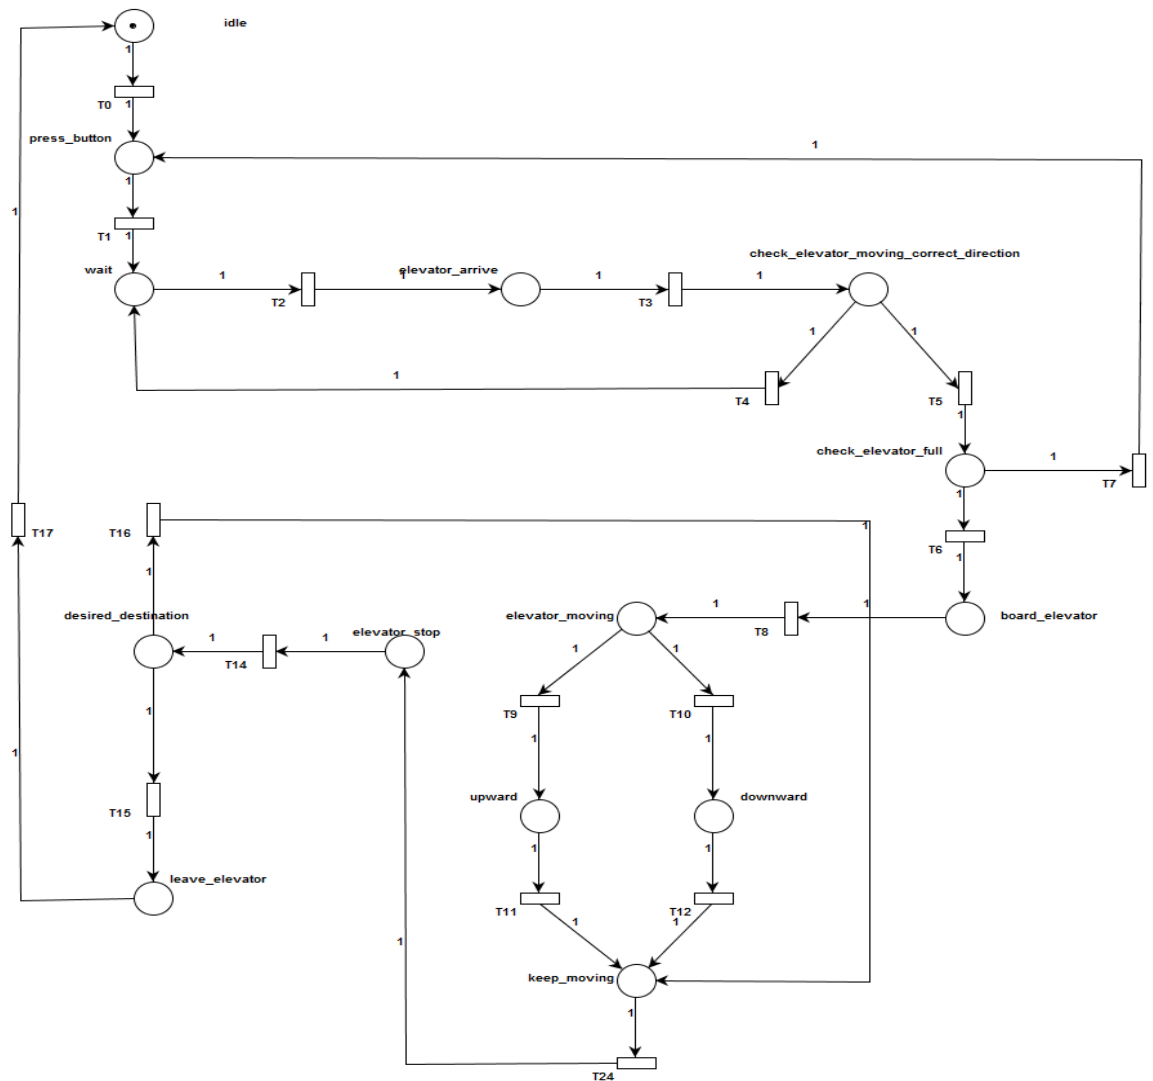 idle
1
T0
1
press_button
1
1
T1
1
1
wait
1
T2
1
elevator_arrive
1
T3
1
check_elevator_moving_correct_direction
1
1
1
T4
T5
1
check_elevator_full
1
T7
1
T6
1
T17
T16
1
1
desired_destination
1
T14
1
elevator_stop
elevator_moving
1
T8
1
board_elevator
1
1
T9
T10
1
1
1
1
upward
downward
T15
1
1
1
leave_elevator
T11
T12
1
1
1
keep_moving
1
T24